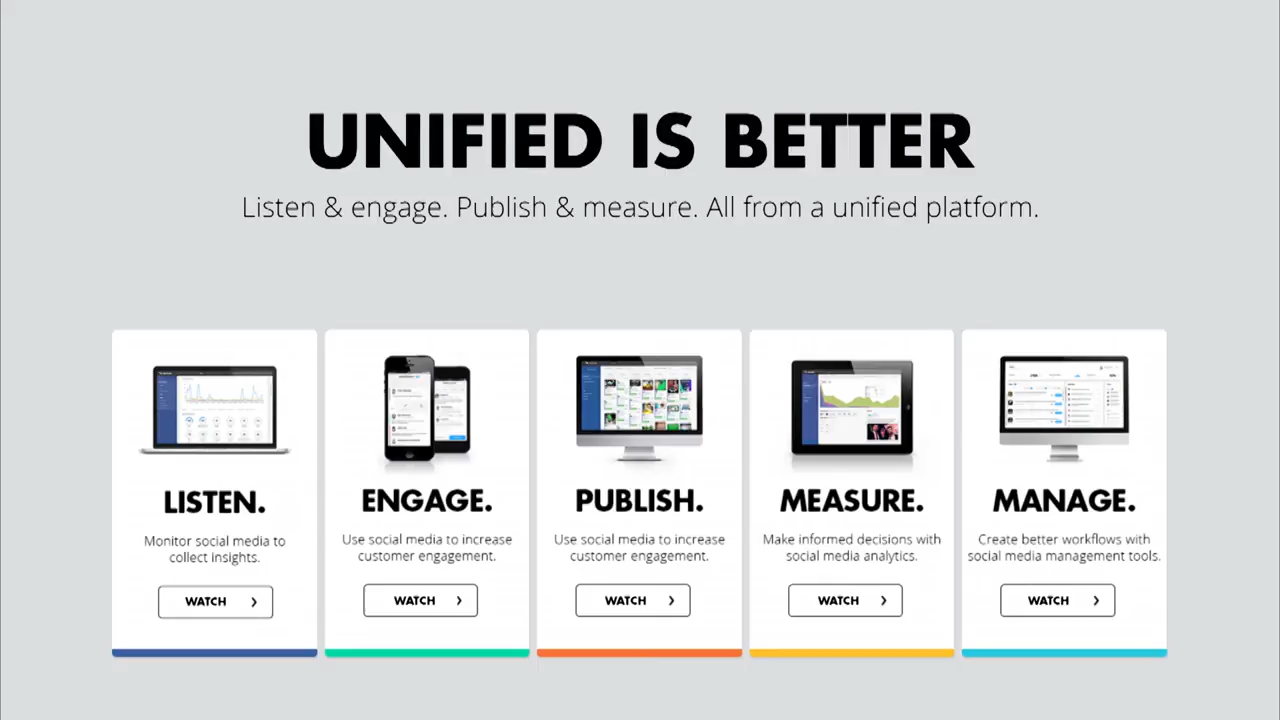 UNIFIED IS BETTER
Listen & engage. Publish & measure. All from a unified platform.
LISTEN.
Monitor social media to
collect insights.
WATCH
ENGAGE.
Use social media to increase
customer engagement.
WATCH
PUBLISH.
Use social media to increase
customer engagement.
WATCH
MEASURE.
Make informed decisions with
social media analytics.
WATCH
MANAGE.
Create better workflows with
social media management tools.
WATCH